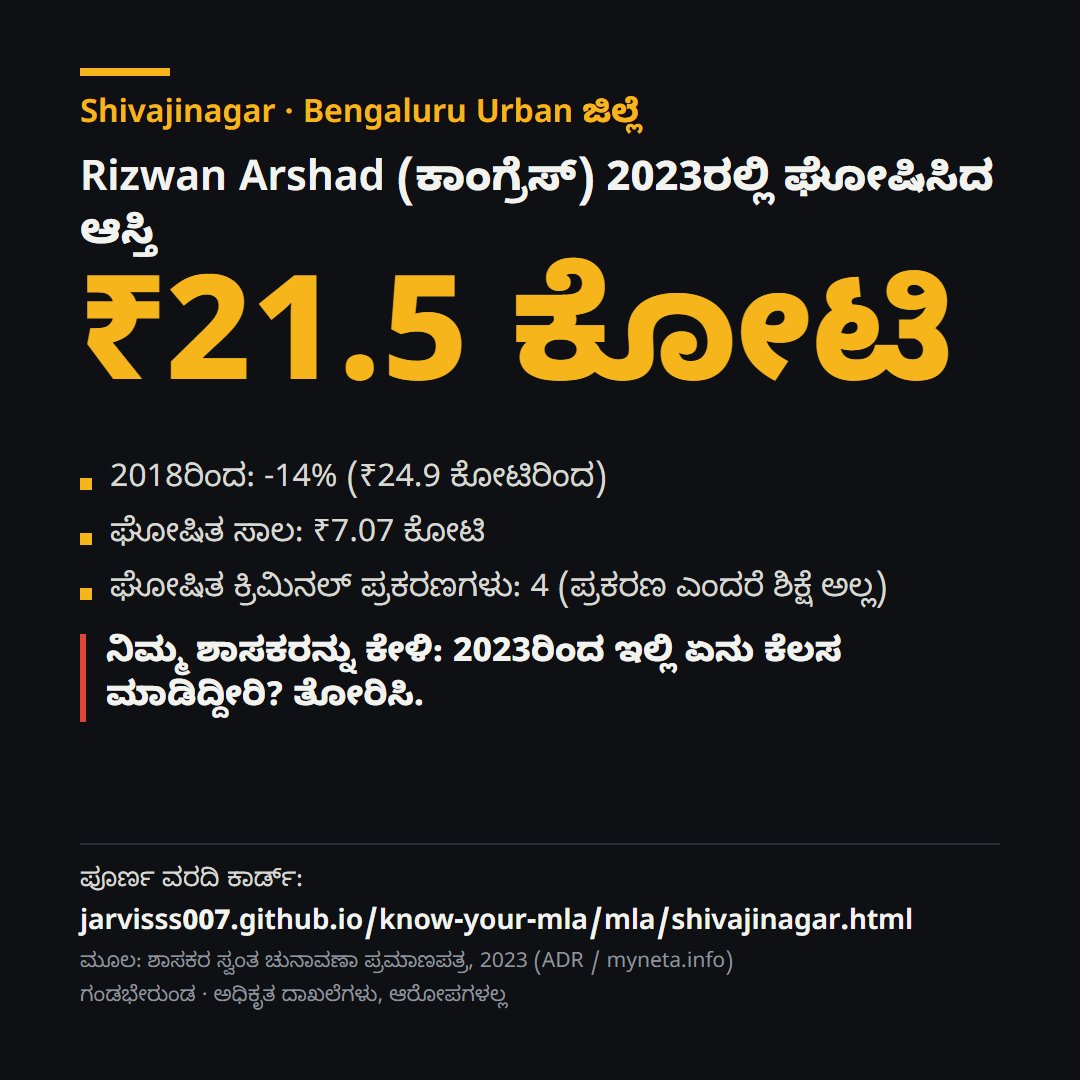 Shivajinagar · Bengaluru Urban ಜಿಲ್ಲೆ
Rizwan Arshad (ಕಾಂಗ್ರೆಸ್) 2023ರಲ್ಲಿ ಘೋಷಿಸಿದ
ಆಸ್ತಿ
₹21.5 ಕೋಟಿ
2018ರಿಂದ: -14% (₹24.9 ಕೋಟಿರಿಂದ)
ಘೋಷಿತ ಸಾಲ: ₹7.07 ಕೋಟಿ
ಘೋಷಿತ ಕ್ರಿಮಿನಲ್ ಪ್ರಕರಣಗಳು: 4 (ಪ್ರಕರಣ ಎಂದರೆ ಶಿಕ್ಷೆ ಅಲ್ಲ)
ನಿಮ್ಮ ಶಾಸಕರನ್ನು ಕೇಳಿ: 2023ರಿಂದ ಇಲ್ಲಿ ಏನು ಕೆಲಸ
ಮಾಡಿದ್ದೀರಿ? ತೋರಿಸಿ.
ಪೂರ್ಣ ವರದಿ ಕಾರ್ಡ್:
jarvisss007.github.io/know-your-mla/mla/shivajinagar.html
ಮೂಲ: ಶಾಸಕರ ಸ್ವಂತ ಚುನಾವಣಾ ಪ್ರಮಾಣಪತ್ರ, 2023 (ADR / myneta.info)
ಗಂಡಭೇರುಂಡ · ಅಧಿಕೃತ ದಾಖಲೆಗಳು, ಆರೋಪಗಳಲ್ಲ